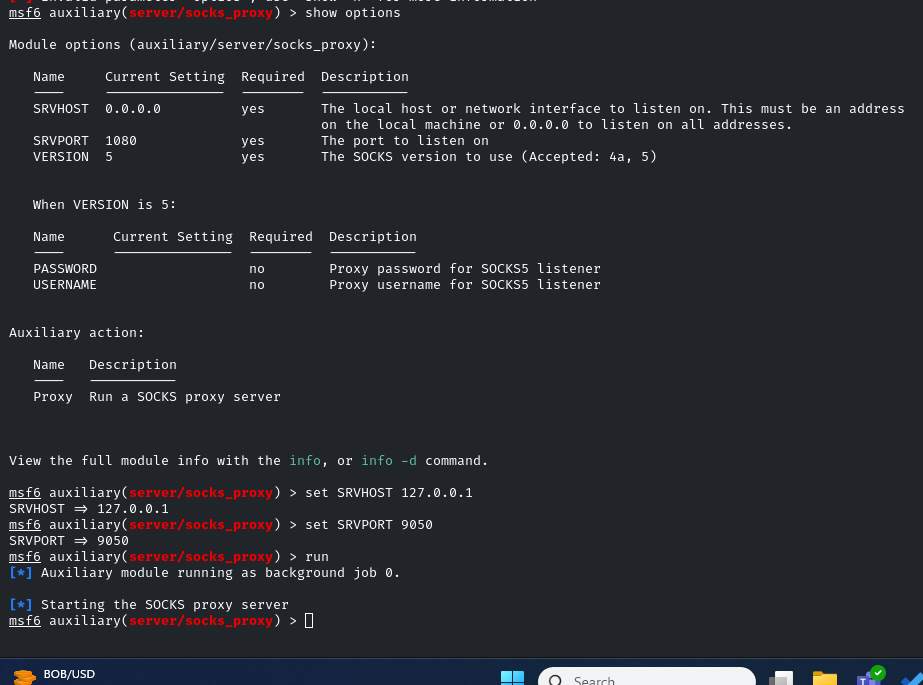 msf6 auxiliary(server/socks_proxy) > show options
Module options (auxiliary/server/socks_proxy):
Name Current Setting Required Description
SRVHOST 0.0.0.0 yes The local host or network interface to listen on. This must be an address
on the local machine or 0.0.0.0 to listen on all addresses.
SRVPORT 1080 yes The port to listen on
VERSION 5 yes The SOCKS version to use (Accepted: 4a, 5)
When VERSION is 5:
Name Current Setting Required Description
PASSWORD no Proxy password for SOCKS5 listener
USERNAME no Proxy username for SOCKS5 listener
Auxiliary action:
Name Description
Proxy Run a SOCKS proxy server
View the full module info with the info, or info -d command.
msf6 auxiliary(server/socks_proxy) > set SRVHOST 127.0.0.1
SRVHOST => 127.0.0.1
msf6 auxiliary(server/socks_proxy) > set SRVPORT 9050
SRVPORT => 9050
msf6 auxiliary(server/socks_proxy) > run
[*] Auxiliary module running as background job 0.
[*] Starting the SOCKS proxy server
msf6 auxiliary(server/socks_proxy) >
BOB/USD
Search